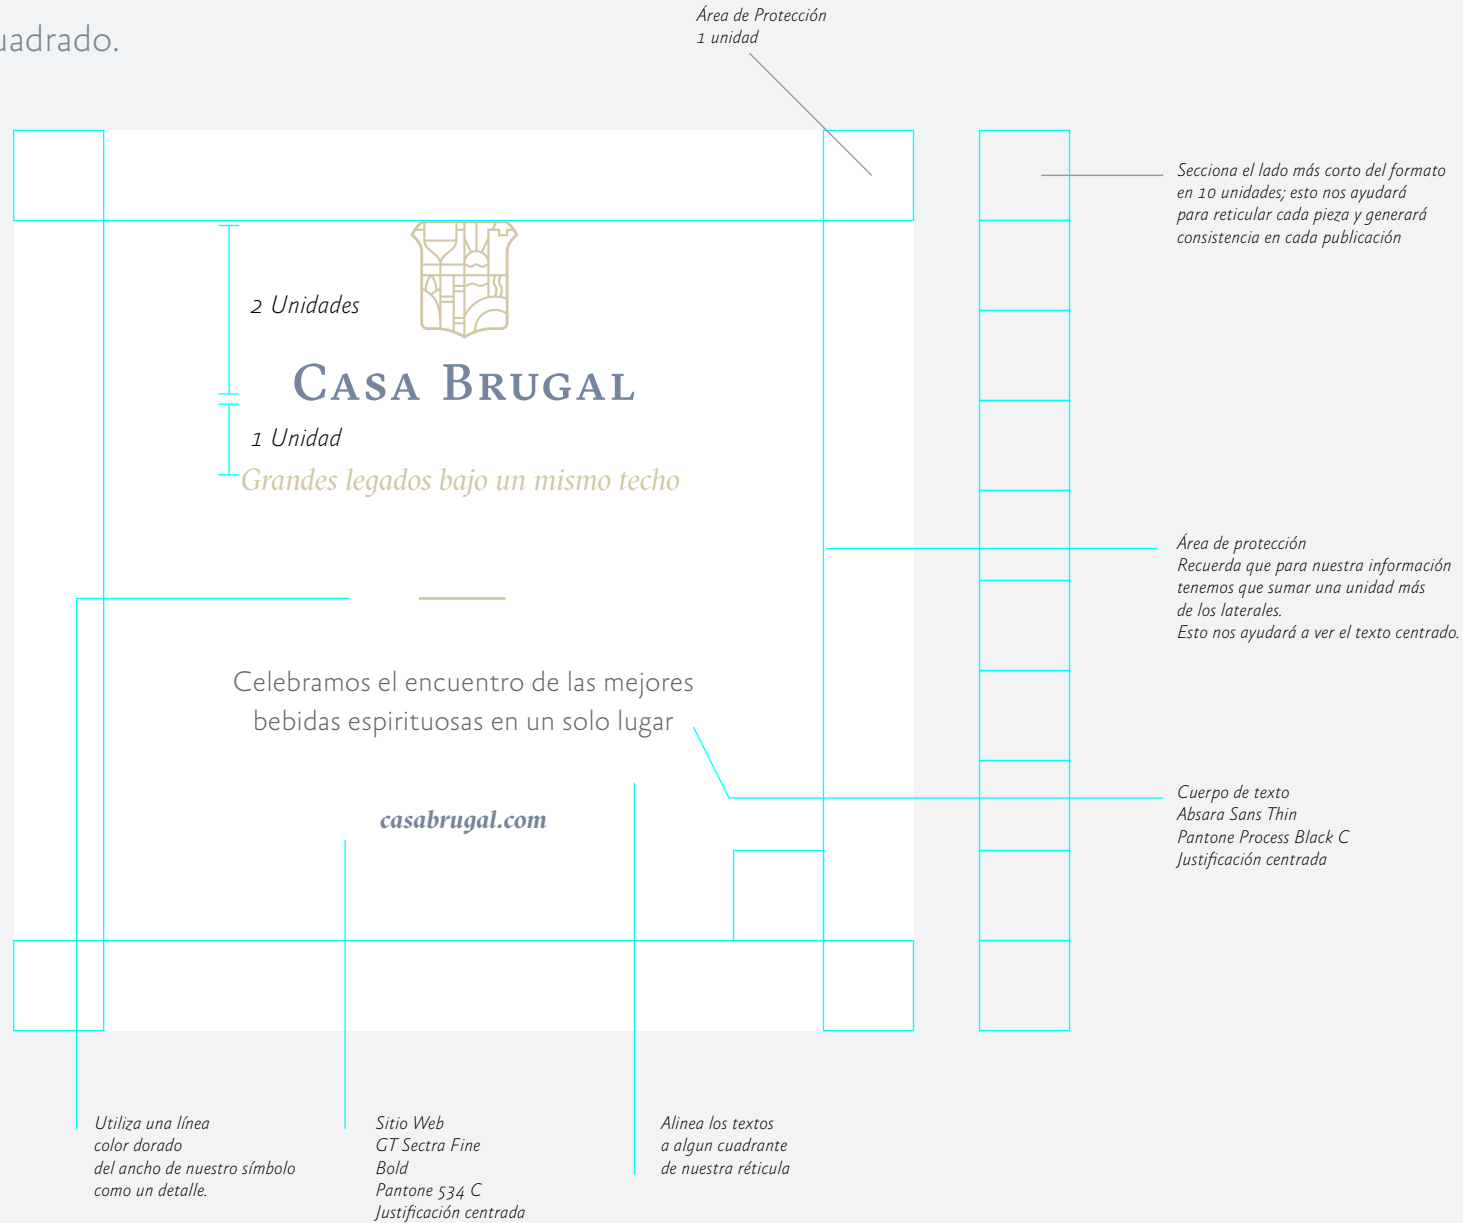 uadrado.
Área de Protección
1 unidad
Secciona el lado más corto del formato
en 10 unidades; esto nos ayudará
para reticular cada pieza y generará
consistencia en cada publicación
2 Unidades
Casa Brugal
1 Unidad
Grandes legados bajo un mismo techo
Área de protección
Recuerda que para nuestra información
tenemos que sumar una unidad más
de los laterales.
Esto nos ayudará a ver el texto centrado.
Celebramos el encuentro de las mejores
bebidas espirituosas en un solo lugar
casabrugal.com
Cuerpo de texto
Absara Sans Thin
Pantone Process Black C
Justificación centrada
Utiliza una línea
color dorado
del ancho de nuestro símbolo
como un detalle.
Sitio Web
GT Sectra Fine
Bold
Pantone 534 C
Justificación centrada
Alinea los textos
a algun cuadrante
de nuestra réticula